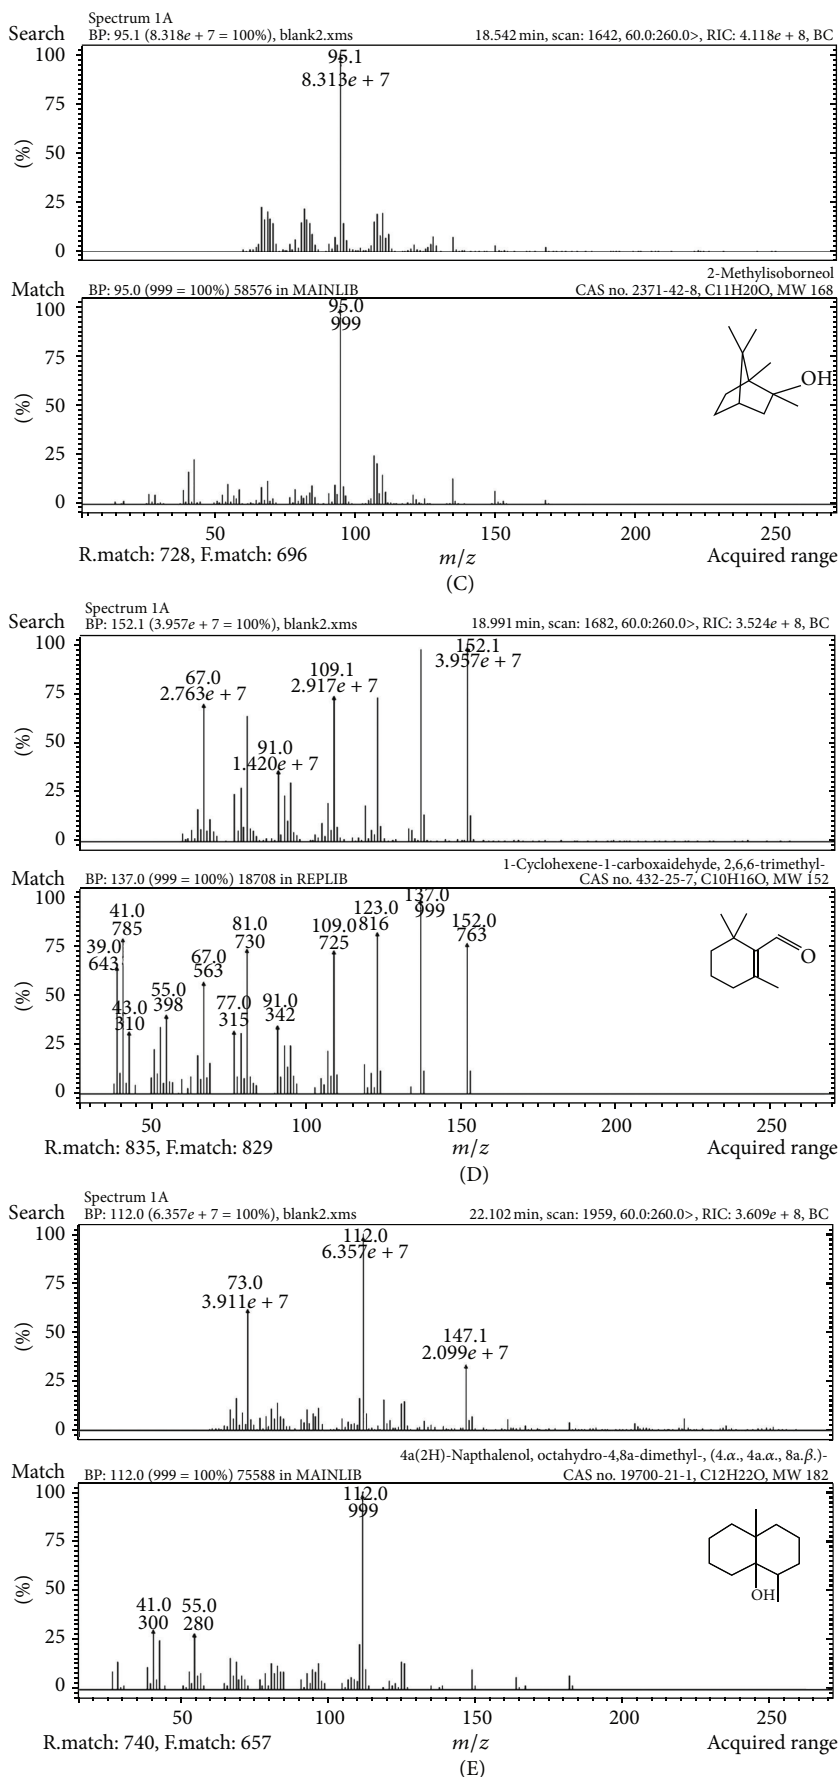 Spectrum 1A
Search
BP: 95.1 (8.318e + 7 = 100%), blank2.xms
18.542 min, scan: 1642, 60.0:260.0>, RIC: 4.118e + 8, BC
100
95.1
8.313e + 7
75
(%)
50
25
0
2-Methylisoborneol
Match
BP: 95.0 (999 = 100%) 58576 in MAINLIB
CAS no. 2371-42-8, C11H20O, MW 168
100
95.0
999
75
OH
(%)
50
25
0
50 100 150 200 250
R.match: 728, F.match: 696
m/z
Acquired range
(C)
Spectrum 1A
Search
BP: 152.1 (3.957e + 7 = 100%), blank2.xms
18.991 min, scan: 1682, 60.0:260.0>, RIC: 3.524e + 8, BC
100
152.1
3.957e + 7
109.1
2.917e + 7
67.0
2.763e + 7
75
(%)
50
91.0
1.420e + 7
25
0
1-Cyclohexene-1-carboxaidehyde, 2,6,6-trimethyl-
Match
BP: 137.0 (999 = 100%) 18708 in REPLIB
CAS no. 432-25-7, C10H16O, MW 152
100
137.0
999
41.0
785
123.0
816
152.0
763
81.0
730
109.0
725
39.0
643
67.0
563
75
O
(%)
50
55.0
398
43.0
310
77.0
315
91.0
342
25
0
50 100 150 200 250
R.match: 835, F.match: 829
m/z
Acquired range
(D)
Spectrum 1A
Search
BP: 112.0 (6.357e + 7 = 100%), blank2.xms
22.102 min, scan: 1959, 60.0:260.0>, RIC: 3.609e + 8, BC
100
112.0
6.357e + 7
75
73.0
3.911e + 7
(%)
50
147.1
2.099e + 7
25
0
4a(2H)-Napthalenol, octahydro-4,8a-dimethyl-, (4.α., 4a.α., 8a.β.)-
Match
BP: 112.0 (999 = 100%) 75588 in MAINLIB
CAS no. 19700-21-1, C12H22O, MW 182
100
112.0
999
75
OH
(%)
50
41.0
300
55.0
280
25
0
50 100 150 200 250
R.match: 740, F.match: 657
m/z
Acquired range
(E)